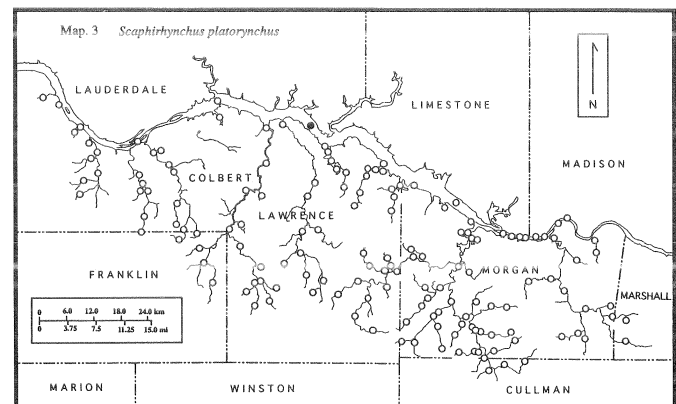 Map. 3 Scaphirhynchus platorynchus
LAUDERDALE
LIMESTONE
N
MADISON
COLBERT
LAWRENCE
FRANKLIN
MORGAN
MARSHALL
0 6.0 12.0 18.0 24.0 km
0 3.75 7.5 11.25 15.0 mi
MARION
WINSTON
CULLMAN